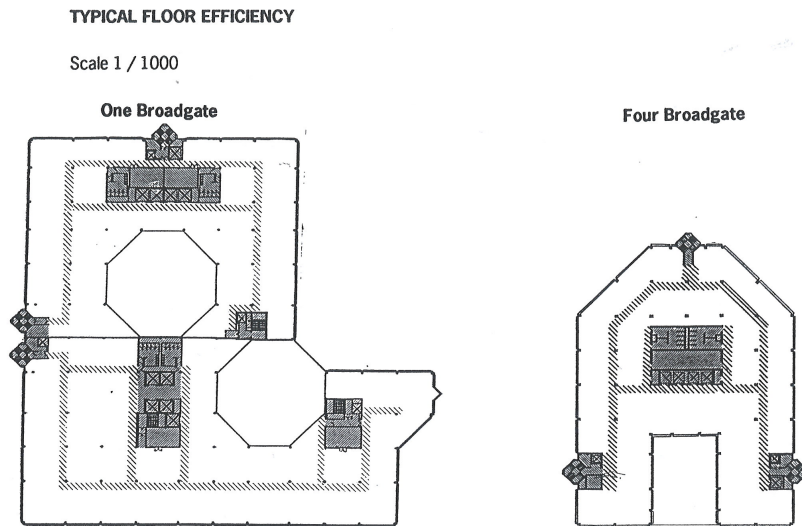 TYPICAL FLOOR EFFICIENCY
Scale 1 / 1000
One Broadgate
Four Broadgate